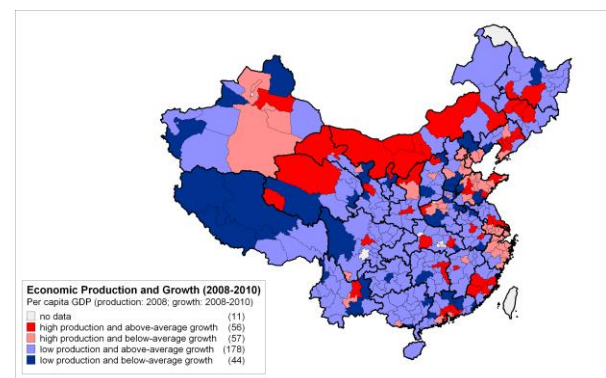 Economic Production and Growth (2008-2010)
Per capita GDP (production: 2008; growth: 2008-2010)
no data (11)
high production and above-average growth (56)
high production and below-average growth (57)
low production and above-average growth (178)
low production and below-average growth (44)